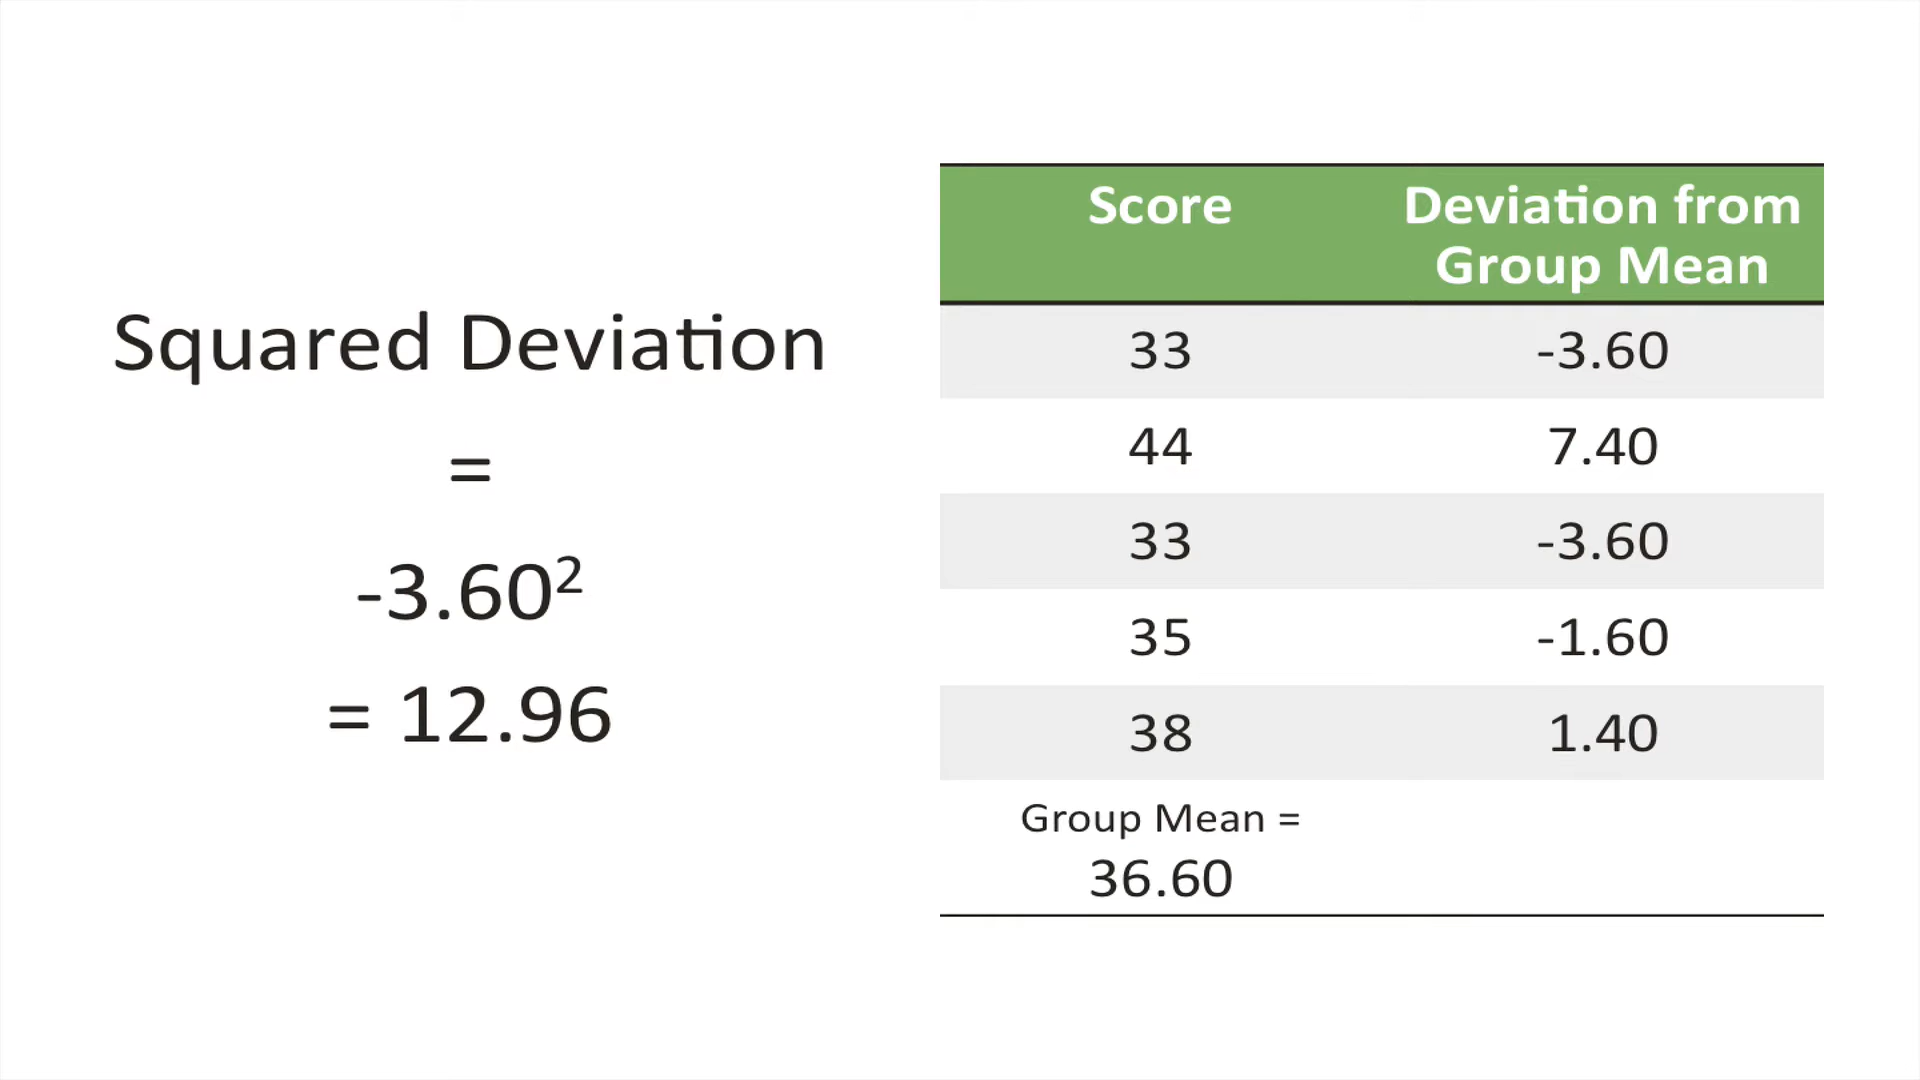 Squared Deviation
=
-3.60²
= 12.96
Score Deviation from
Group Mean
33 -3.60
44 7.40
33 -3.60
35 -1.60
38 1.40
Group Mean =
36.60